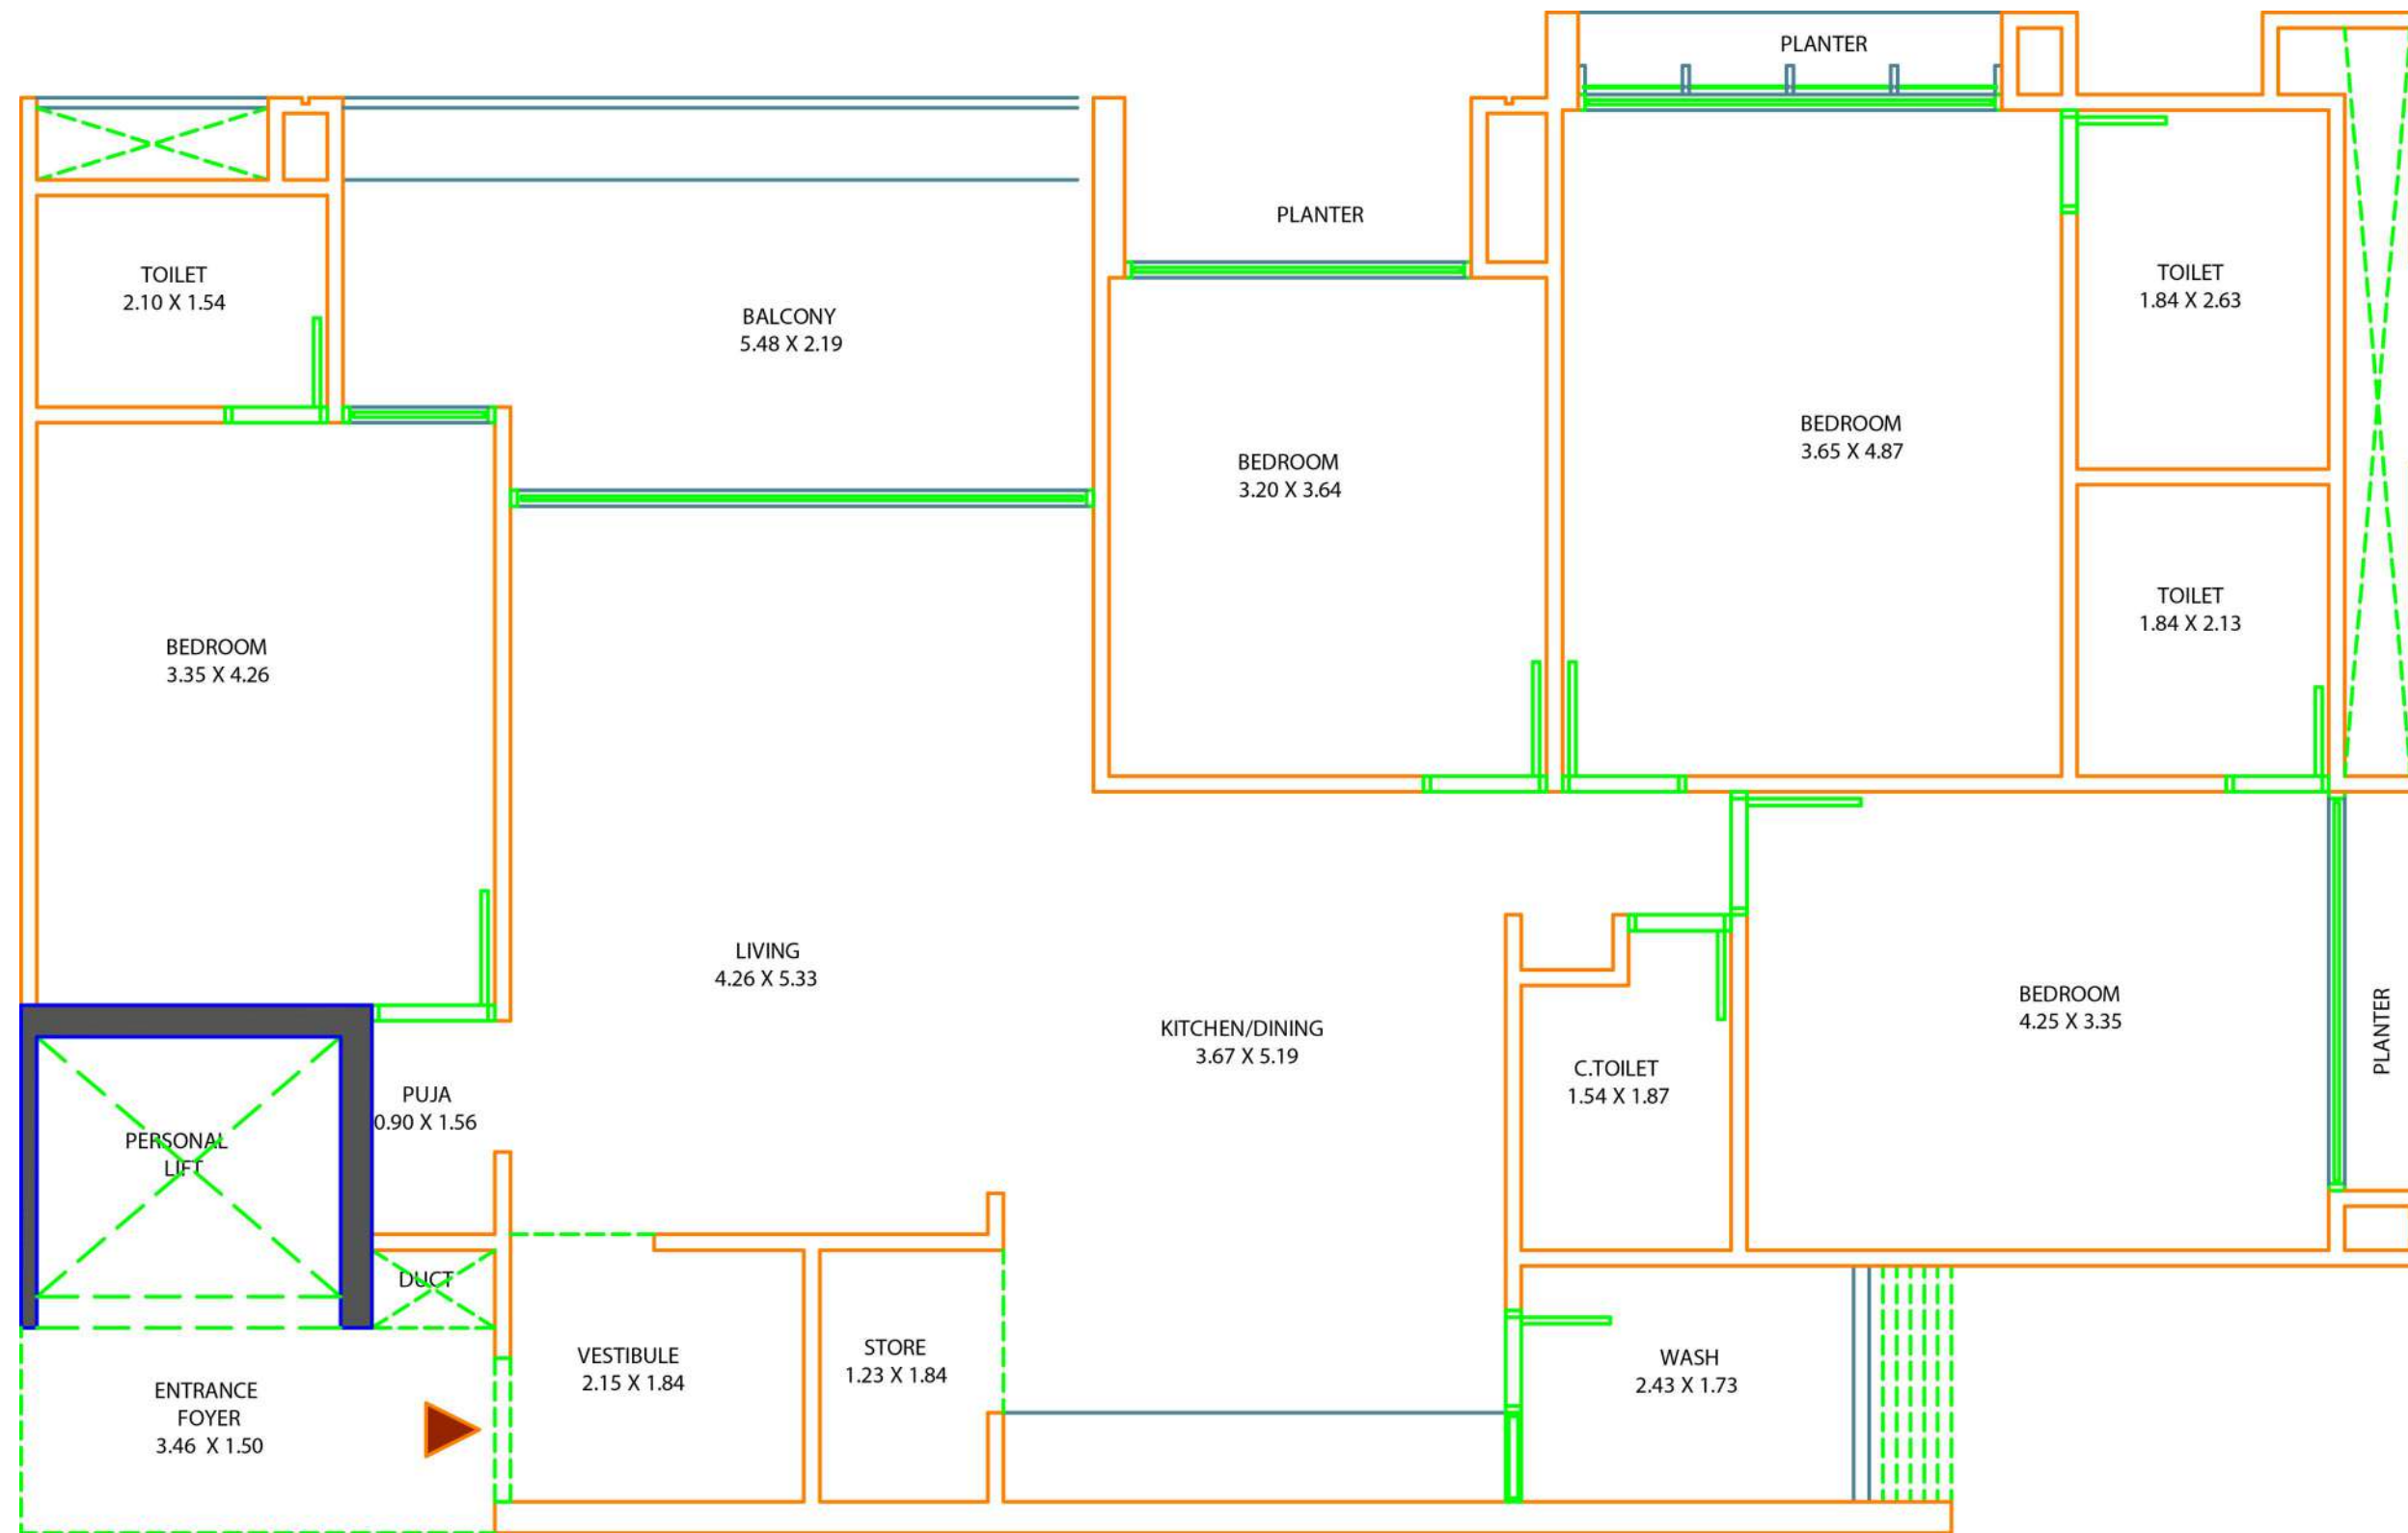 PLANTER
PLANTER
TOILET
2.10 X 1.54
BALCONY
5.48 X 2.19
TOILET
1.84 X 2.63
BEDROOM
3.20 X 3.64
BEDROOM
3.65 X 4.87
TOILET
1.84 X 2.13
BEDROOM
3.35 X 4.26
LIVING
4.26 X 5.33
KITCHEN/DINING
3.67 X 5.19
C.TOILET
1.54 X 1.87
BEDROOM
4.25 X 3.35
PLANTER
PUJA
0.90 X 1.56
PERSONAL
LIFT
DUCT
ENTRANCE
FOYER
3.46 X 1.50
VESTIBULE
2.15 X 1.84
STORE
1.23 X 1.84
WASH
2.43 X 1.73